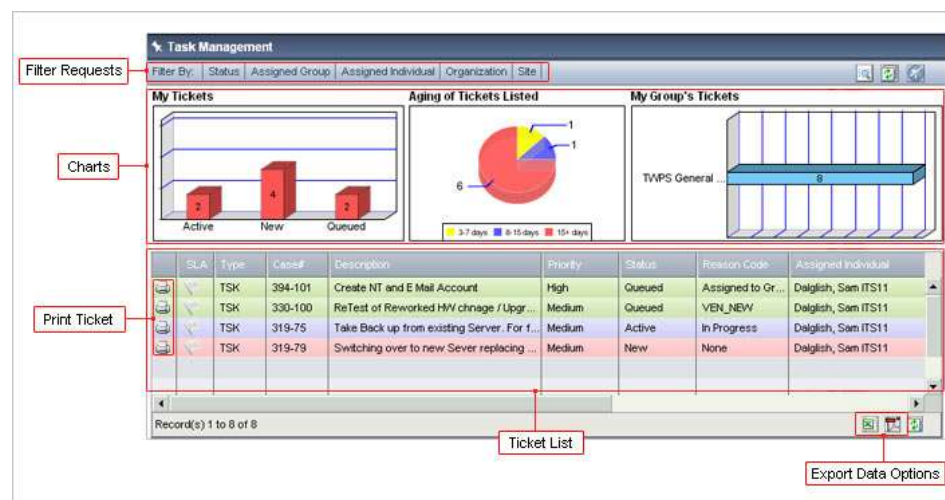 Task Management
Filter Requests
Filter By: Status Assigned Group Assigned Individual Organization Site
My Tickets
Aging of Tickets Listed
My Group's Tickets
Charts
2
4
2
Active New Queued
1
1
6
3-7 days 8-15 days 15+ days
TWPS General ...
8
SLA Type Case# Description Priority Status Reason Code Assigned Individual
TSK 394-101 Create NT and E Mail Account High Queued Assigned to Gr... Dalglish, Sam ITS11
TSK 330-100 ReTest of Reworked HW chnage / Upgr... Medium Queued VEN_NEW Dalglish, Sam ITS11
Print Ticket
TSK 319-75 Take Back up from existing Server. For f... Medium Active In Progress Dalglish, Sam ITS11
TSK 319-79 Switching over to new Sever replacing ... Medium New None Dalglish, Sam ITS11
Record(s) 1 to 8 of 8
Ticket List
Export Data Options